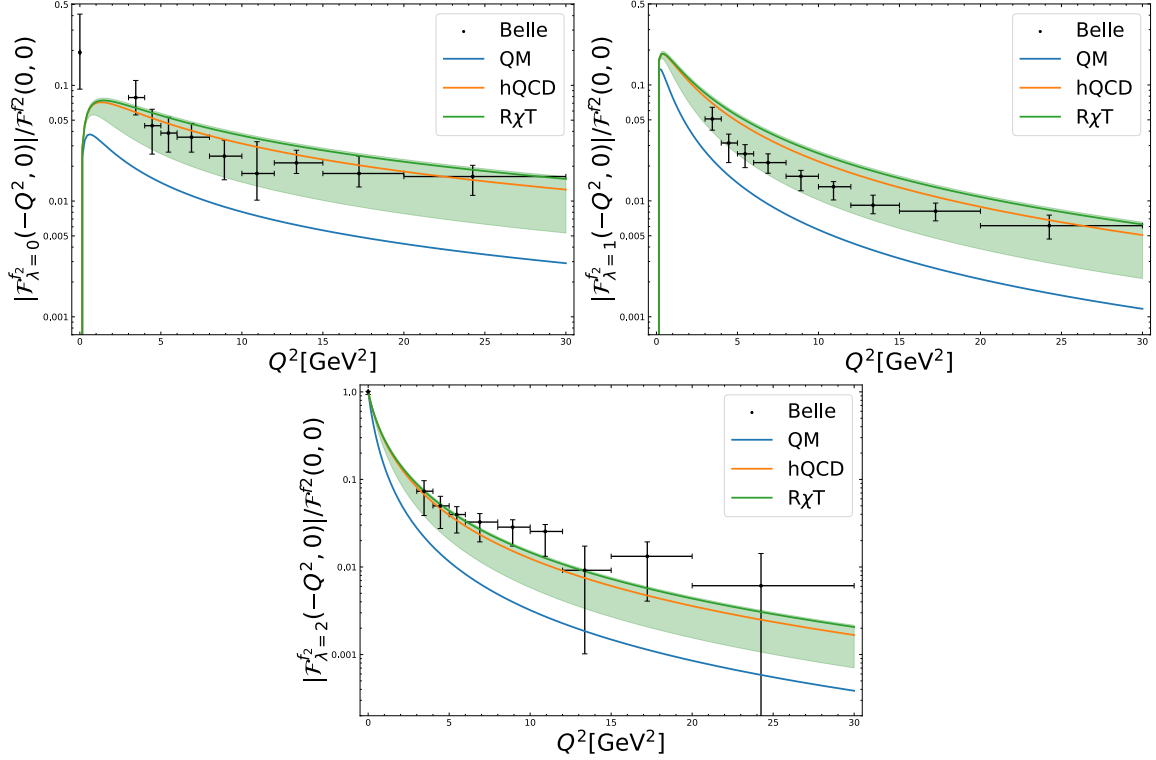 |𝓕^{f₂}_{λ=0}(−Q², 0)|/𝓕^{f2}(0, 0)
0.5
0.1
0.05
0.01
0.005
0.001
Belle
QM
hQCD
RχT
0 5 10 15 20 25 30
Q²[GeV²]
|𝓕^{f₂}_{λ=1}(−Q², 0)|/𝓕^{f2}(0, 0)
0.5
0.1
0.05
0.01
0.005
0.001
Belle
QM
hQCD
RχT
0 5 10 15 20 25 30
Q²[GeV²]
|𝓕^{f₂}_{λ=2}(−Q², 0)|/𝓕^{f2}(0, 0)
1.0
0.1
0.01
0.001
Belle
QM
hQCD
RχT
0 5 10 15 20 25 30
Q²[GeV²]